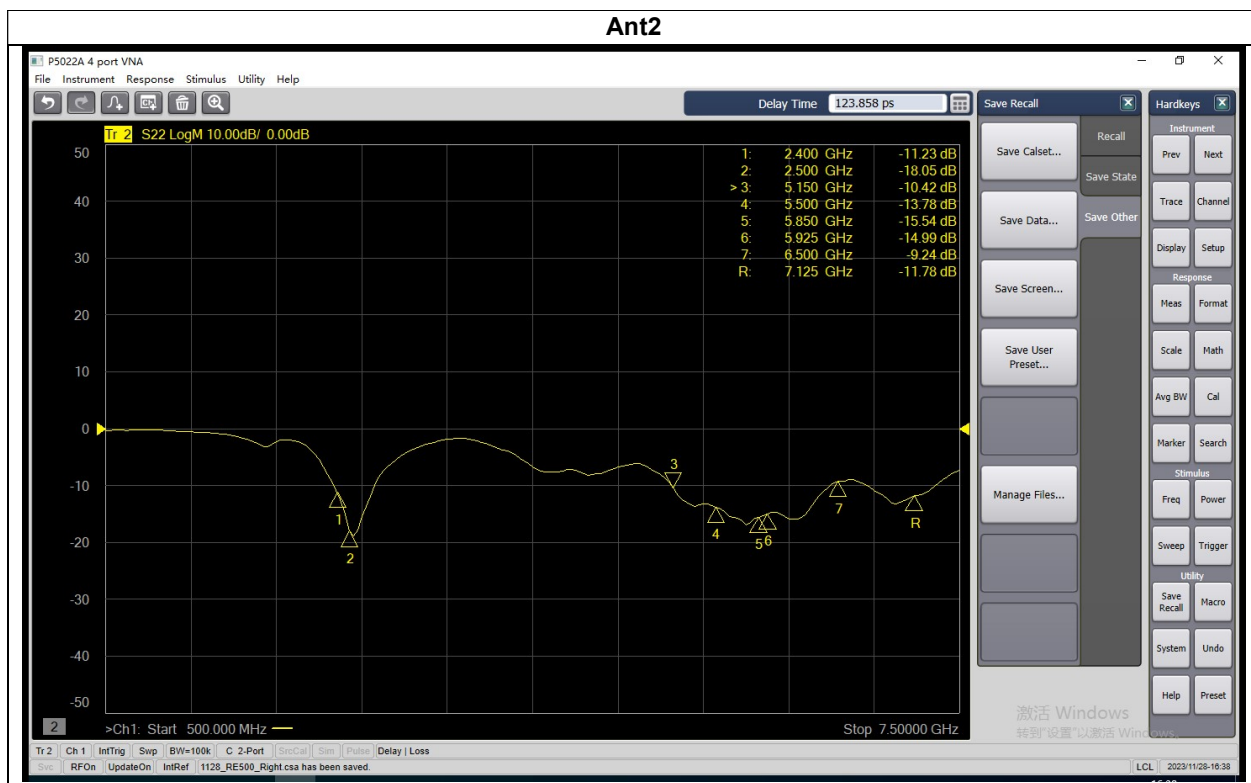 Ant2
P5022A 4 port VNA
File Instrument Response Stimulus Utility Help
Delay Time 123.858 ps
Tr 2 S22 LogM 10.00dB/ 0.00dB
1: 2.400 GHz -11.23 dB
2: 2.500 GHz -18.05 dB
> 3: 5.150 GHz -10.42 dB
4: 5.500 GHz -13.78 dB
5: 5.850 GHz -15.54 dB
6: 5.925 GHz -14.99 dB
7: 6.500 GHz -9.24 dB
R: 7.125 GHz -11.78 dB
50
40
30
20
10
0
-10
-20
-30
-40
-50
1
2
3
4
5
6
7
R
2
>Ch1: Start 500.000 MHz
Stop 7.50000 GHz
Save Recall
Save Calset...
Save Data...
Save Screen...
Save User
Preset...
Manage Files...
Recall
Save State
Save Other
Hardkeys
Instrument
Prev Next
Trace Channel
Display Setup
Response
Meas Format
Scale Math
Avg BW Cal
Marker Search
Stimulus
Freq Power
Sweep Trigger
Utility
Save
Recall
Macro
System Undo
Help Preset
激活 Windows
转到"设置"以激活 Windows。
Tr 2 Ch 1 IntTrig Swp BW=100k C 2-Port SrcCal Sim Pulse Delay | Loss
Svc RFOn UpdateOn IntRef 1128_RE500_Right.csa has been saved.
LCL 2023/11/28-16:38